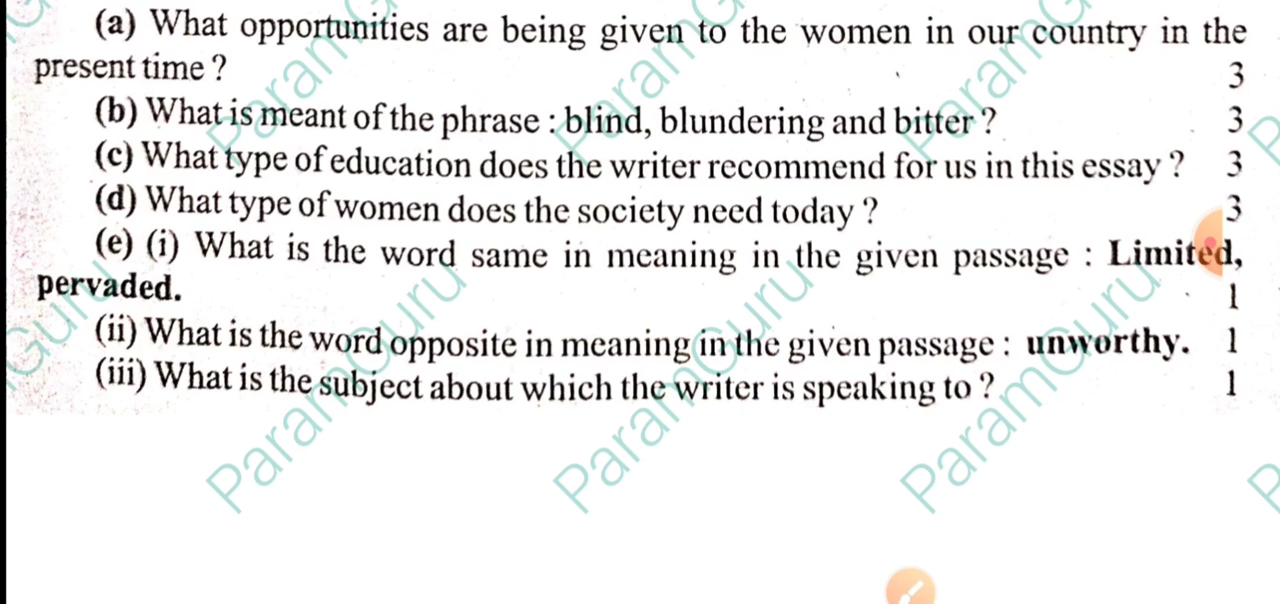 (a) What opportunities are being given to the women in our country in the
present time ? 3
(b) What is meant of the phrase : blind, blundering and bitter ? 3
(c) What type of education does the writer recommend for us in this essay ? 3
(d) What type of women does the society need today ? 3
(e) (i) What is the word same in meaning in the given passage : Limited,
pervaded. 1
(ii) What is the word opposite in meaning in the given passage : unworthy. 1
(iii) What is the subject about which the writer is speaking to ? 1
ParamGuru ParamGuru ParamGuru